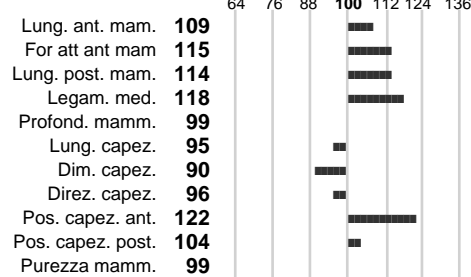 64 76 88 100 112 124 136
Lung. ant. mam. 109
For att ant mam 115
Lung. post. mam. 114
Legam. med. 118
Profond. mamm. 99
Lung. capez. 95
Dim. capez. 90
Direz. capez. 96
Pos. capez. ant. 122
Pos. capez. post. 104
Purezza mamm. 99